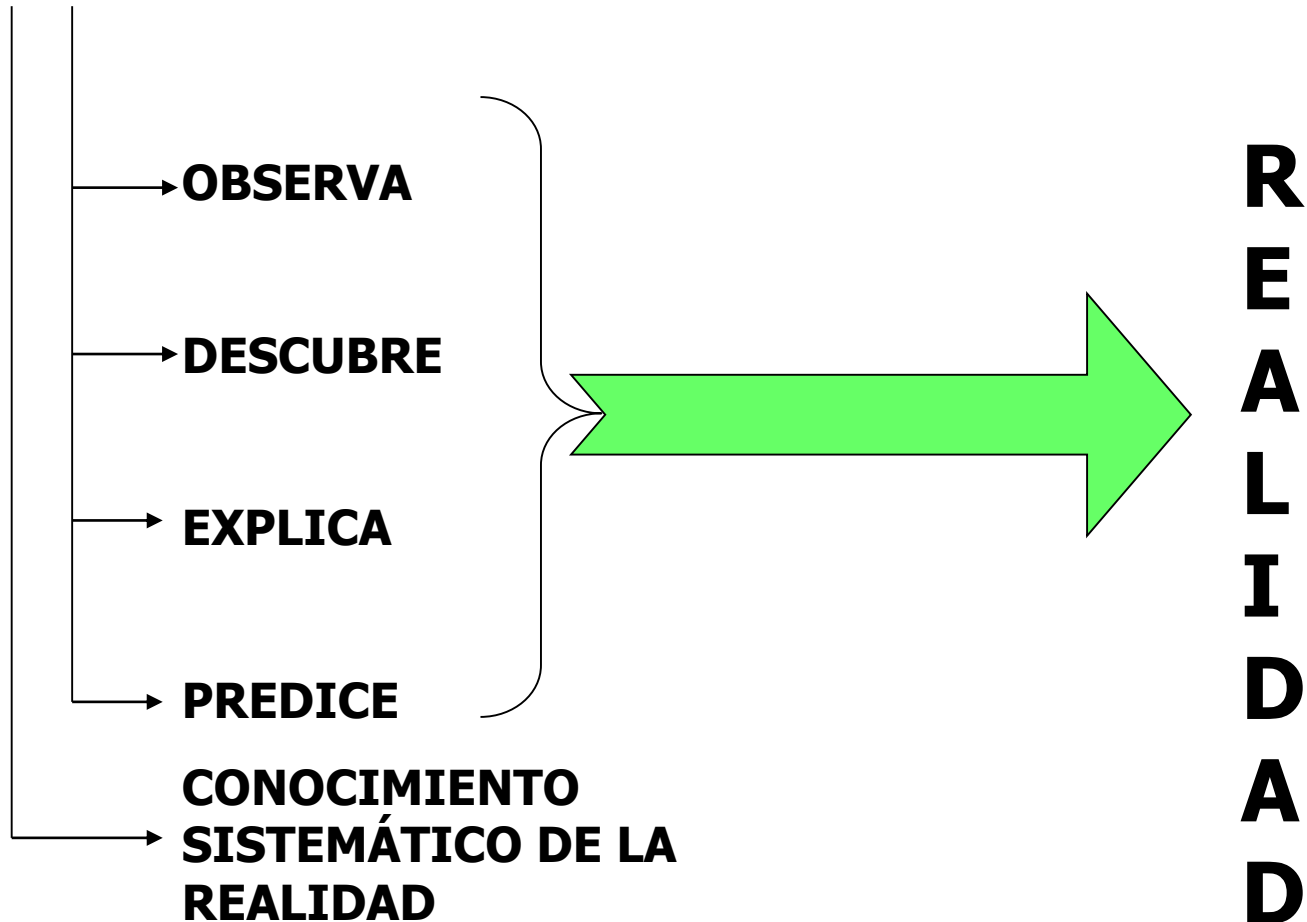 OBSERVA
DESCUBRE
EXPLICA
PREDICE
CONOCIMIENTO
SISTEMÁTICO DE LA
REALIDAD
R
E
A
L
I
D
A
D